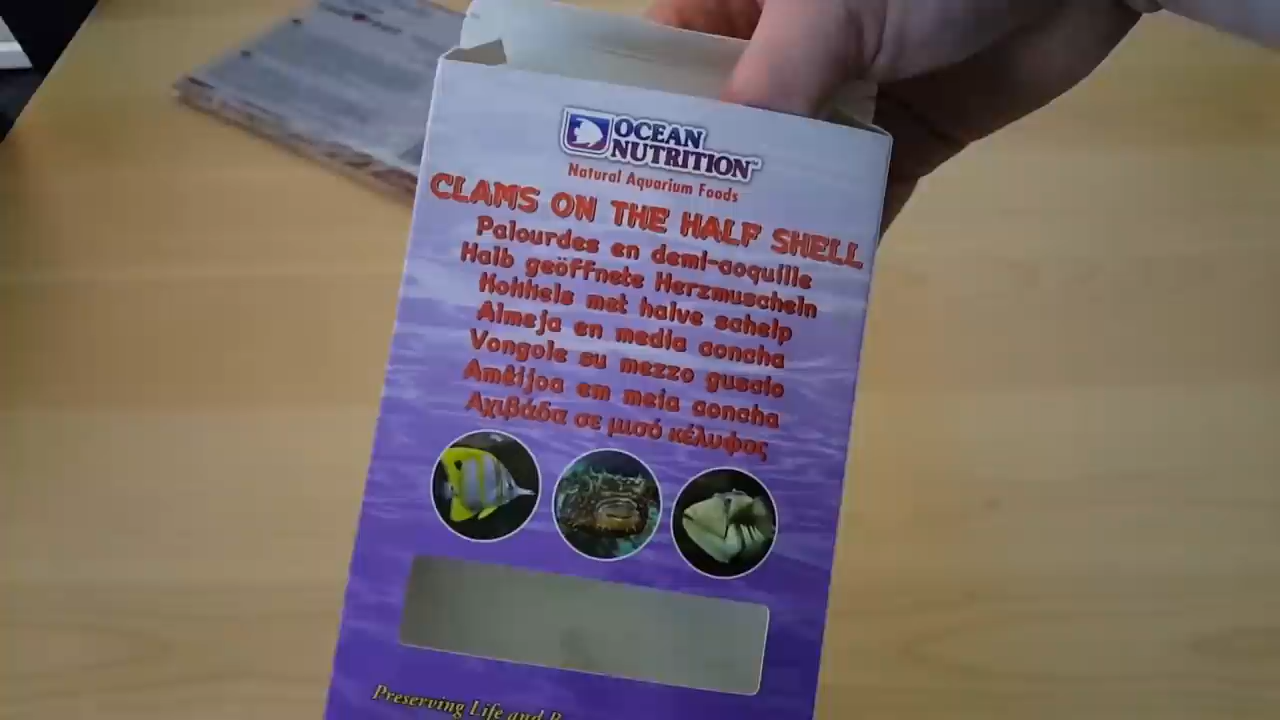 OCEAN
NUTRITION™
Natural Aquarium Foods
CLAMS ON THE HALF SHELL
Palourdes en demi-coquille
Halb geöffnete Herzmuscheln
Kokkels met halve schelp
Almeja en media concha
Vongole su mezzo guscio
Amêijoa em meia concha
Αχιβάδα σε μισό κέλυφος
Preserving Life and